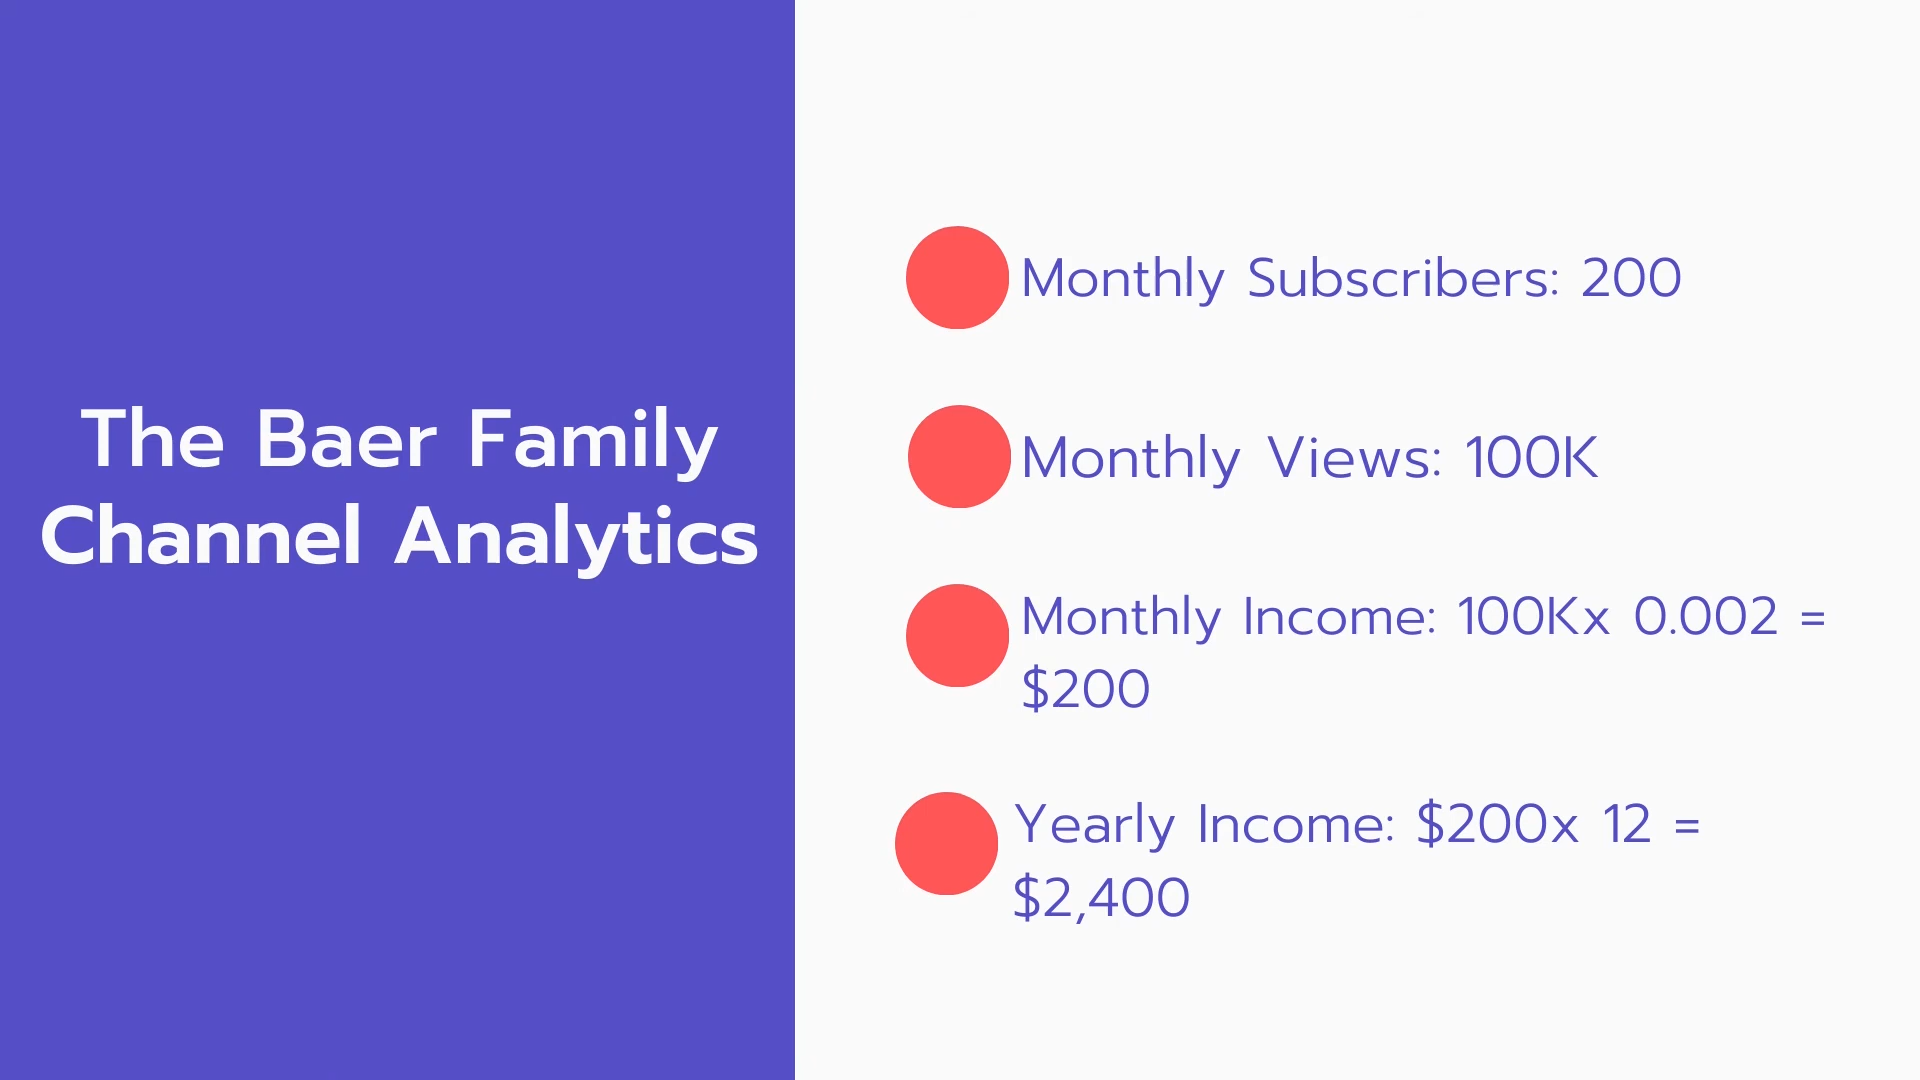 The Baer Family
Channel Analytics
Monthly Subscribers: 200
Monthly Views: 100K
Monthly Income: 100Kx 0.002 =
$200
Yearly Income: $200x 12 =
$2,400